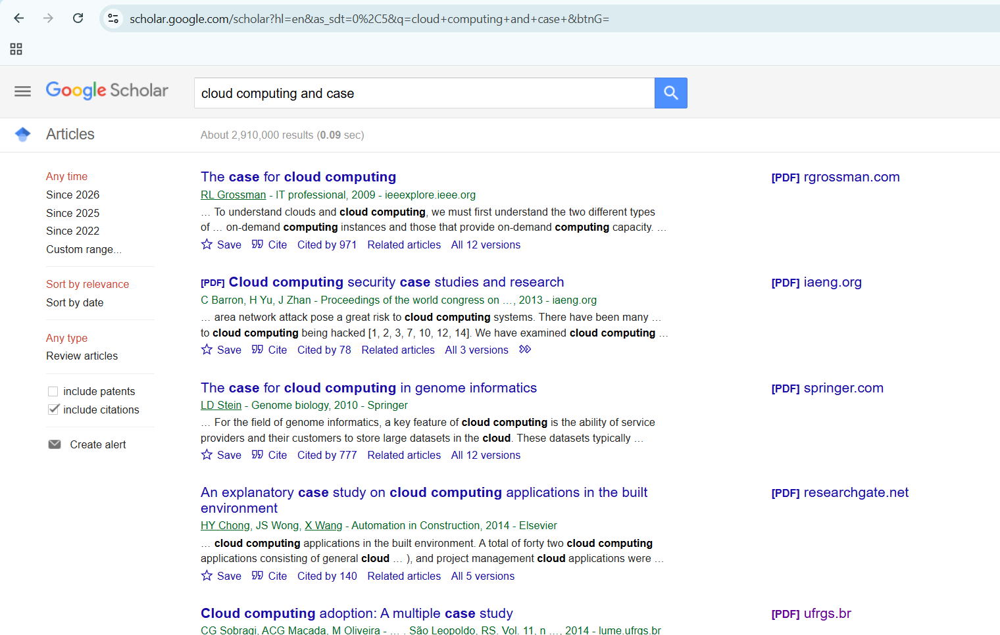 scholar.google.com/scholar?hl=en&as_sdt=0%2C5&q=cloud+computing+and+case+&btnG=
Google Scholar
cloud computing and case
Articles
About 2,910,000 results (0.09 sec)
Any time
Since 2026
Since 2025
Since 2022
Custom range...
Sort by relevance
Sort by date
Any type
Review articles
include patents
include citations
Create alert
The case for cloud computing
RL Grossman - IT professional, 2009 - ieeexplore.ieee.org
… To understand clouds and cloud computing, we must first understand the two different types
of … on-demand computing instances and those that provide on-demand computing capacity. …
Save Cite Cited by 971 Related articles All 12 versions
[PDF] rgrossman.com
[PDF] Cloud computing security case studies and research
C Barron, H Yu, J Zhan - Proceedings of the world congress on …, 2013 - iaeng.org
… area network attack pose a great risk to cloud computing systems. There have been many …
to cloud computing being hacked [1, 2, 3, 7, 10, 12, 14]. We have examined cloud computing …
Save Cite Cited by 78 Related articles All 3 versions
[PDF] iaeng.org
The case for cloud computing in genome informatics
LD Stein - Genome biology, 2010 - Springer
… For the field of genome informatics, a key feature of cloud computing is the ability of service
providers and their customers to store large datasets in the cloud. These datasets typically …
Save Cite Cited by 777 Related articles All 12 versions
[PDF] springer.com
An explanatory case study on cloud computing applications in the built
environment
HY Chong, JS Wong, X Wang - Automation in Construction, 2014 - Elsevier
… cloud computing applications in the built environment. A total of forty two cloud computing
applications consisting of general cloud … ), and project management cloud applications were …
Save Cite Cited by 140 Related articles All 5 versions
[PDF] researchgate.net
Cloud computing adoption: A multiple case study
CG Sobragi, ACG Maçada, M Oliveira - … , São Leopoldo, RS. Vol. 11, n …, 2014 - lume.ufrgs.br
[PDF] ufrgs.br